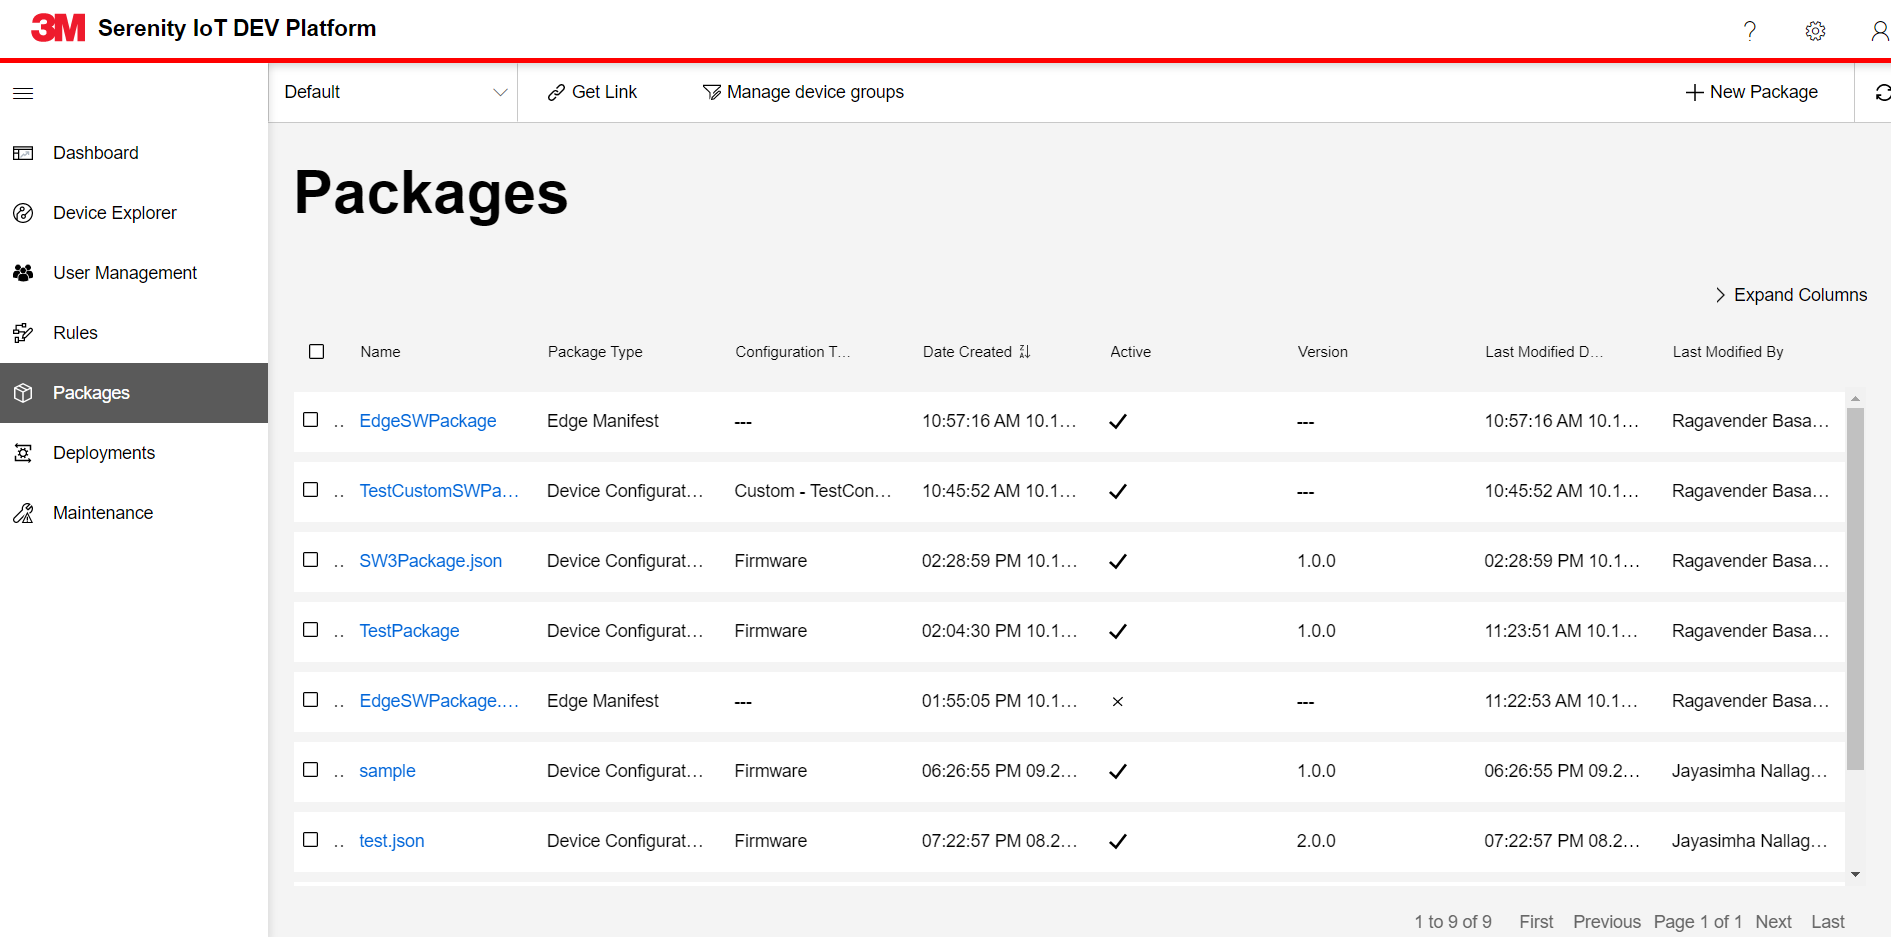 3M Serenity IoT DEV Platform
Default Get Link Manage device groups New Package
Dashboard
Device Explorer
User Management
Rules
Packages
Deployments
Maintenance
Packages
Expand Columns
Name Package Type Configuration T... Date Created Active Version Last Modified D... Last Modified By
.. EdgeSWPackage Edge Manifest --- 10:57:16 AM 10.1... --- 10:57:16 AM 10.1... Ragavender Basa...
.. TestCustomSWPa... Device Configurat... Custom - TestCon... 10:45:52 AM 10.1... --- 10:45:52 AM 10.1... Ragavender Basa...
.. SW3Package.json Device Configurat... Firmware 02:28:59 PM 10.1... 1.0.0 02:28:59 PM 10.1... Ragavender Basa...
.. TestPackage Device Configurat... Firmware 02:04:30 PM 10.1... 1.0.0 11:23:51 AM 10.1... Ragavender Basa...
.. EdgeSWPackage.... Edge Manifest --- 01:55:05 PM 10.1... --- 11:22:53 AM 10.1... Ragavender Basa...
.. sample Device Configurat... Firmware 06:26:55 PM 09.2... 1.0.0 06:26:55 PM 09.2... Jayasimha Nallag...
.. test.json Device Configurat... Firmware 07:22:57 PM 08.2... 2.0.0 07:22:57 PM 08.2... Jayasimha Nallag...
1 to 9 of 9 First Previous Page 1 of 1 Next Last